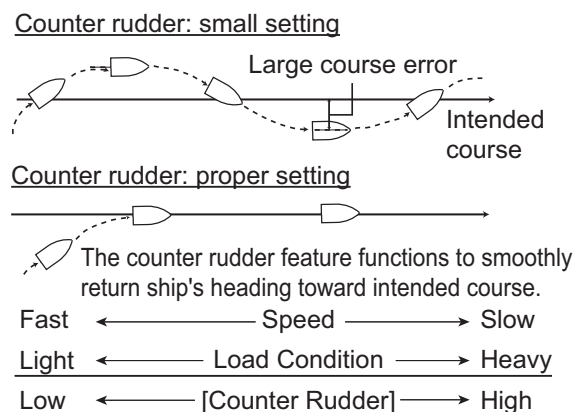 Counter rudder: small setting
Large course error
Intended
course
Counter rudder: proper setting
The counter rudder feature functions to smoothly
return ship's heading toward intended course.
Fast Speed Slow
Light Load Condition Heavy
Low [Counter Rudder] High